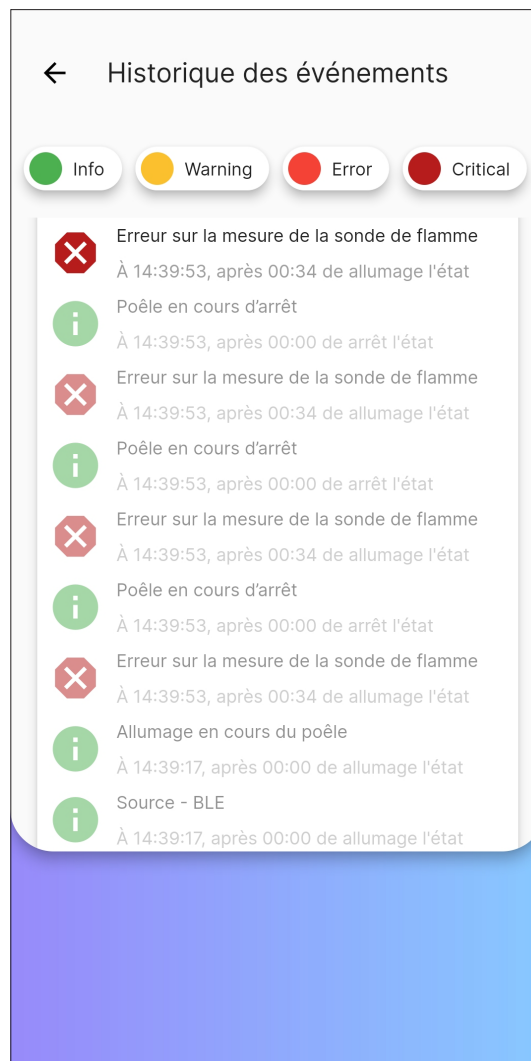 Historique des événements
Info
Warning
Error
Critical
Erreur sur la mesure de la sonde de flamme
À 14:39:53, après 00:34 de allumage l'état
Poêle en cours d’arrêt
À 14:39:53, après 00:00 de arrêt l'état
Erreur sur la mesure de la sonde de flamme
À 14:39:53, après 00:34 de allumage l'état
Poêle en cours d’arrêt
À 14:39:53, après 00:00 de arrêt l'état
Erreur sur la mesure de la sonde de flamme
À 14:39:53, après 00:34 de allumage l'état
Poêle en cours d’arrêt
À 14:39:53, après 00:00 de arrêt l'état
Erreur sur la mesure de la sonde de flamme
À 14:39:53, après 00:34 de allumage l'état
Allumage en cours du poêle
À 14:39:17, après 00:00 de allumage l'état
Source - BLE
À 14:39:17, après 00:00 de allumage l'état